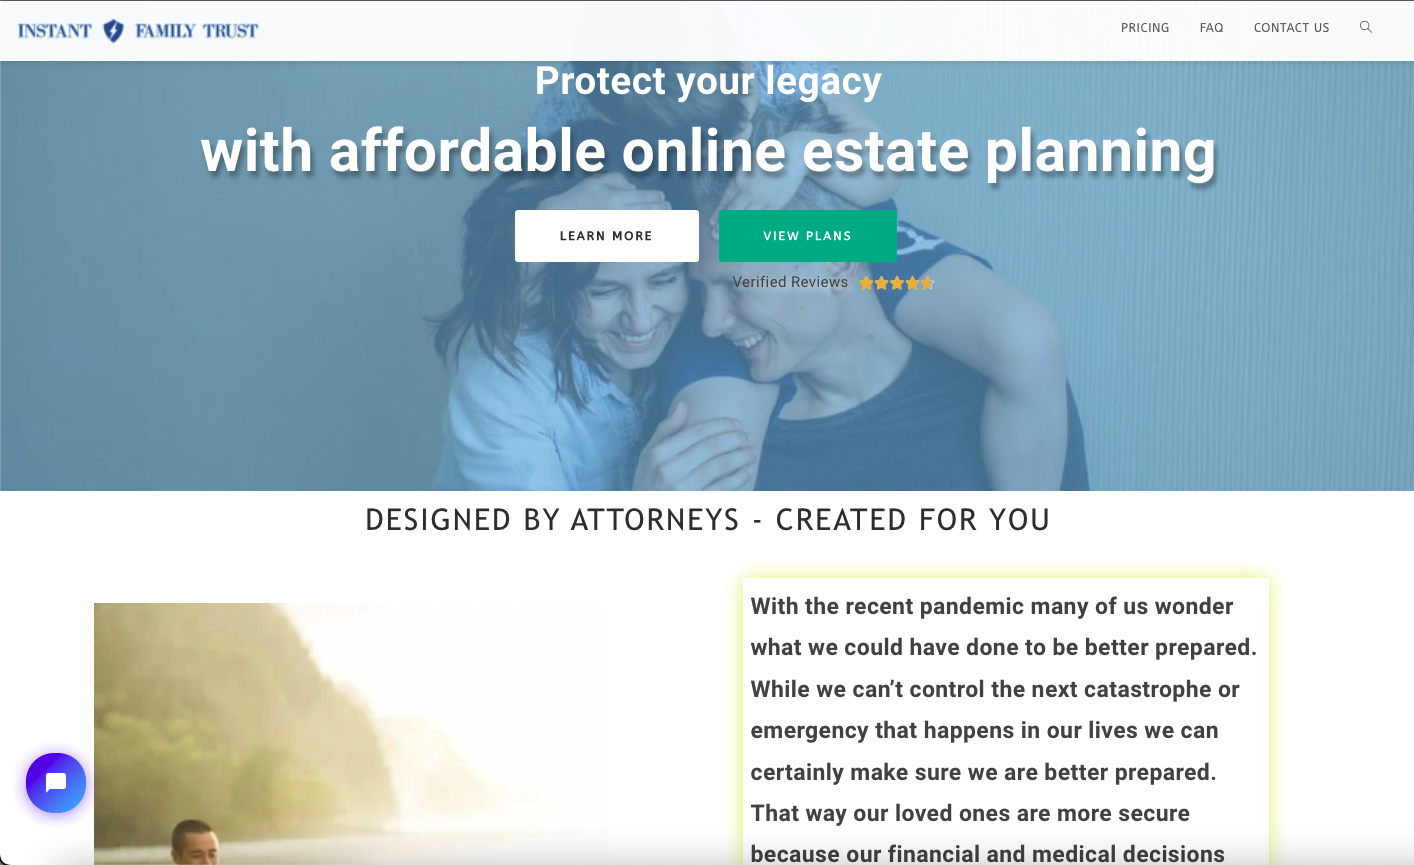 INSTANT FAMILY TRUST
PRICING FAQ CONTACT US
Protect your legacy
with affordable online estate planning
LEARN MORE VIEW PLANS
Verified Reviews
DESIGNED BY ATTORNEYS - CREATED FOR YOU
With the recent pandemic many of us wonder
what we could have done to be better prepared.
While we can’t control the next catastrophe or
emergency that happens in our lives we can
certainly make sure we are better prepared.
That way our loved ones are more secure
because our financial and medical decisions